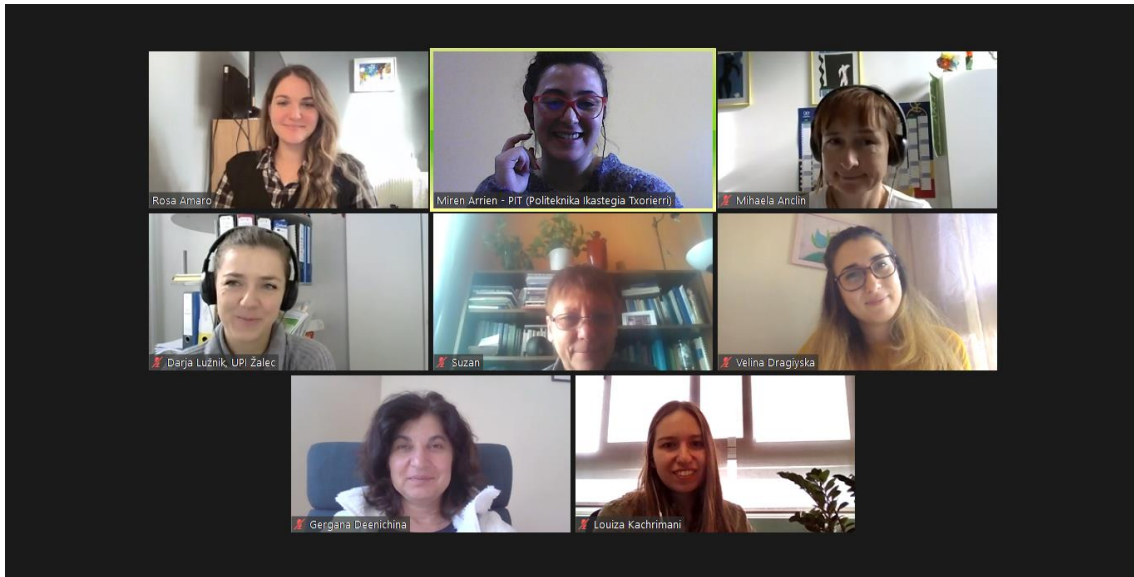 Rosa Amaro
Miren Arrien - PIT (Politeknika Ikastegia Txorierri)
Mihaela Anclin
Darja Lužnik, UPI Žalec
Suzan
Velina Dragiyska
Gergana Deenichina
Louiza Kachrimani